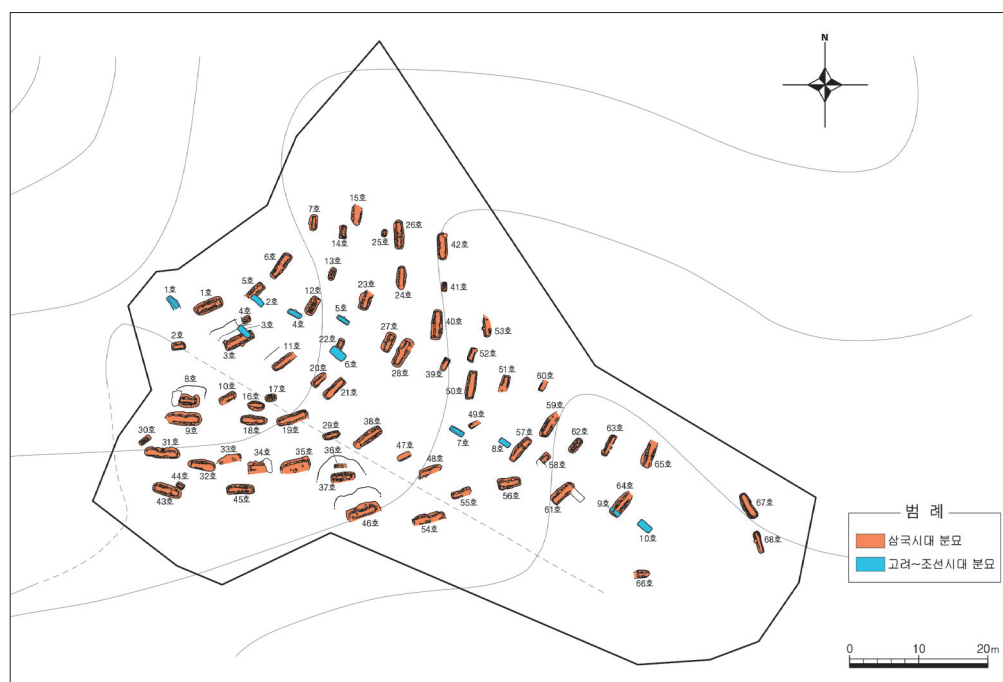 N
15호
7호
26호
14호
25호
42호
6호
13호
5호
41호
1호
1호
2호
12호
23호
24호
4호
4호
5호
3호
40호
53호
2호
3호
22호
27호
11호
6호
52호
28호
39호
20호
51호
60호
8호
21호
50호
10호
17호
16호
9호
18호
19호
49호
59호
29호
38호
7호
8호
57호
62호
63호
30호
31호
33호
34호
35호
36호
47호
48호
58호
65호
32호
37호
44호
43호
45호
46호
55호
56호
61호
64호
9호
67호
54호
10호
68호
66호
범 례
삼국시대 분묘
고려~조선시대 분묘
0 10 20m